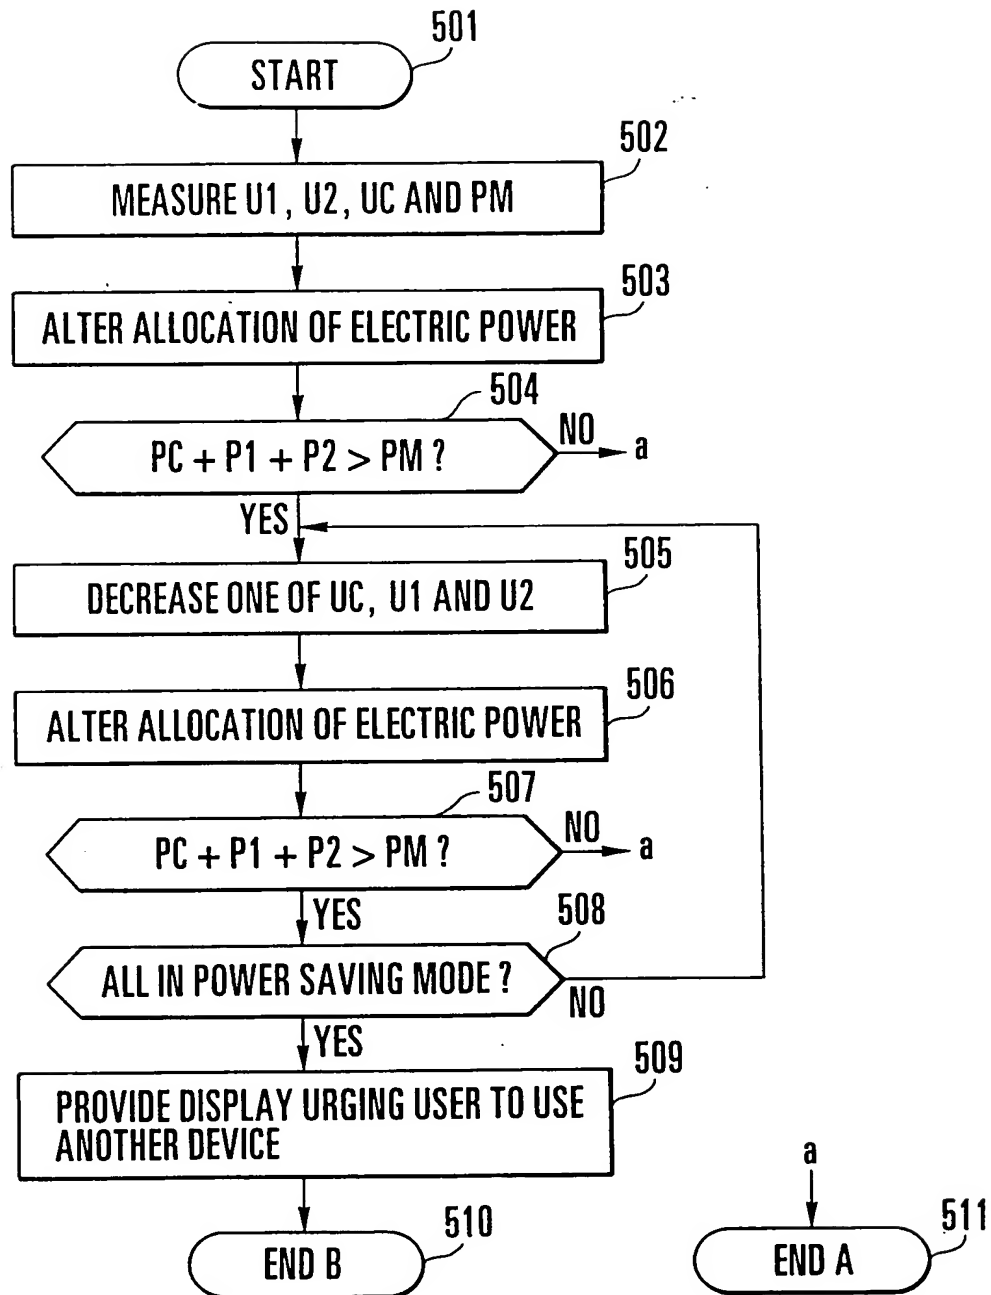 501
START
502
MEASURE U1, U2, UC AND PM
503
ALTER ALLOCATION OF ELECTRIC POWER
504
PC + P1 + P2 > PM ?
NO
a
YES
505
DECREASE ONE OF UC, U1 AND U2
506
ALTER ALLOCATION OF ELECTRIC POWER
507
PC + P1 + P2 > PM ?
NO
a
YES
508
ALL IN POWER SAVING MODE ?
NO
YES
509
PROVIDE DISPLAY URGING USER TO USE
ANOTHER DEVICE
510
END B
a
511
END A